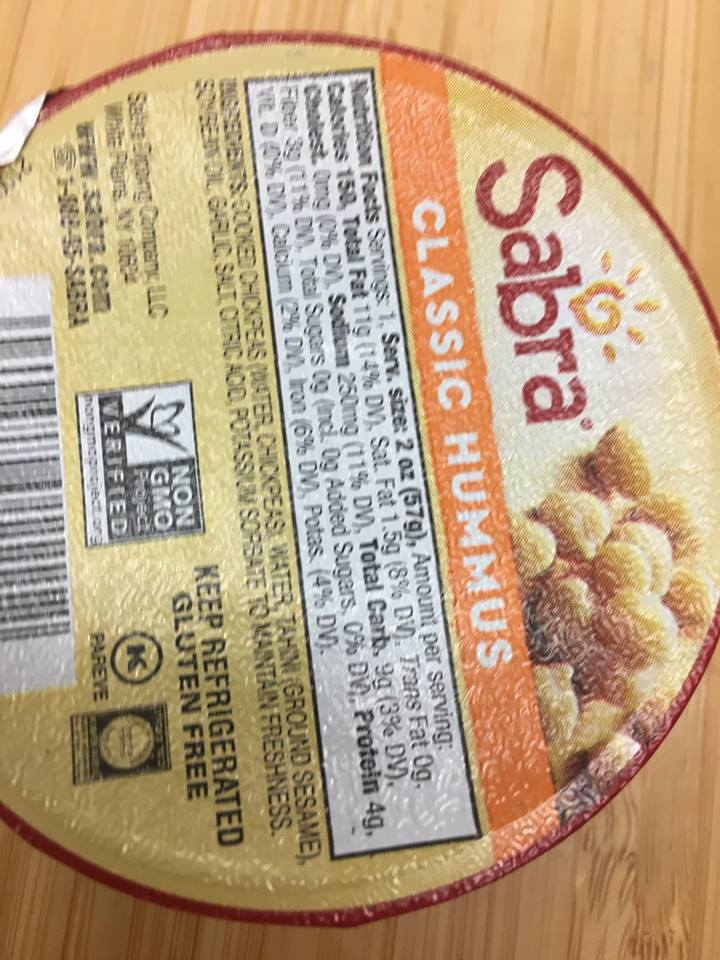 Sabra
CLASSIC HUMMUS
Nutrition Facts Servings: 1, Serv. size: 2 oz (57g), Amount per serving:
Calories 150, Total Fat 11g (14% DV), Sat. Fat 1.5g (8% DV), Trans Fat 0g,
Cholest. 0mg (0% DV), Sodium 250mg (11% DV), Total Carb. 9g (3% DV),
Fiber 3g (11% DV), Total Sugars 0g (Incl. 0g Added Sugars, 0% DV), Protein 4g,
Vit. D (0% DV), Calcium (2% DV), Iron (6% DV), Potas. (4% DV).
INGREDIENTS: COOKED CHICKPEAS (WATER, CHICKPEAS), WATER, TAHINI (GROUND SESAME),
SOYBEAN OIL, GARLIC, SALT, CITRIC ACID, POTASSIUM SORBATE TO MAINTAIN FRESHNESS.
Sabra Dipping Company, LLC
White Plains, NY
www.sabra.com
SABRA
NON
GMO
Project
VERIFIED
nongmoproject.org
KEEP REFRIGERATED
GLUTEN FREE
K
PAREVE